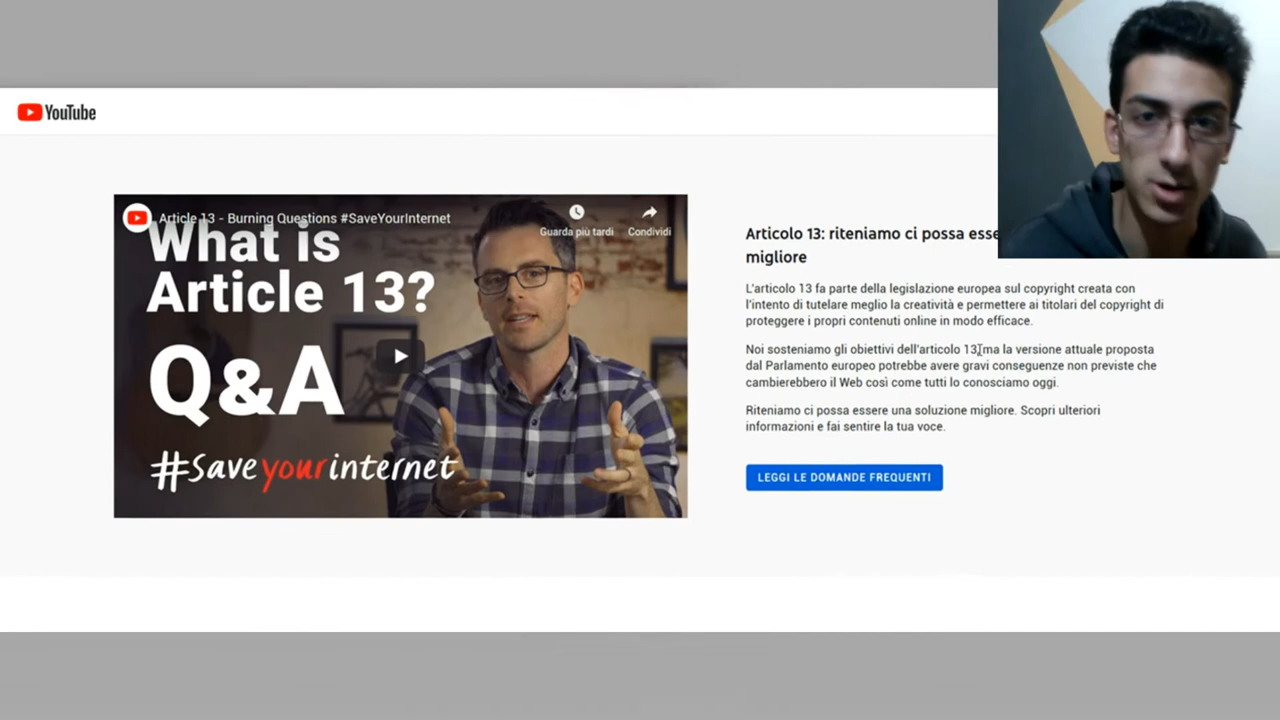 YouTube
Article 13 - Burning Questions #SaveYourInternet
Guarda più tardi
Condividi
What is
Article 13?
Q&A
#Saveyourinternet
Articolo 13: riteniamo ci possa esse
migliore
L'articolo 13 fa parte della legislazione europea sul copyright creata con
l'intento di tutelare meglio la creatività e permettere ai titolari del copyright di
proteggere i propri contenuti online in modo efficace.
Noi sosteniamo gli obiettivi dell'articolo 13, ma la versione attuale proposta
dal Parlamento europeo potrebbe avere gravi conseguenze non previste che
cambierebbero il Web così come tutti lo conosciamo oggi.
Riteniamo ci possa essere una soluzione migliore. Scopri ulteriori
informazioni e fai sentire la tua voce.
LEGGI LE DOMANDE FREQUENTI